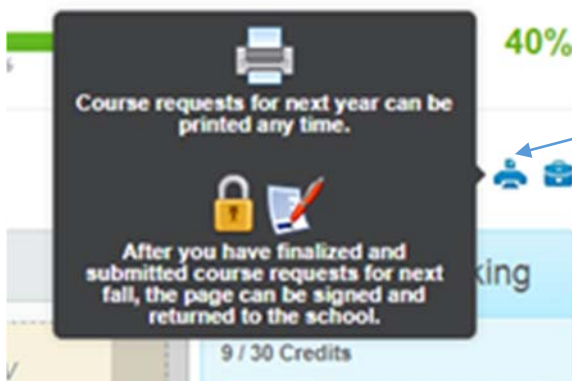 40%
Course requests for next year can be
printed any time.
After you have finalized and
submitted course requests for next
fall, the page can be signed and
returned to the school.
king
9 / 30 Credits